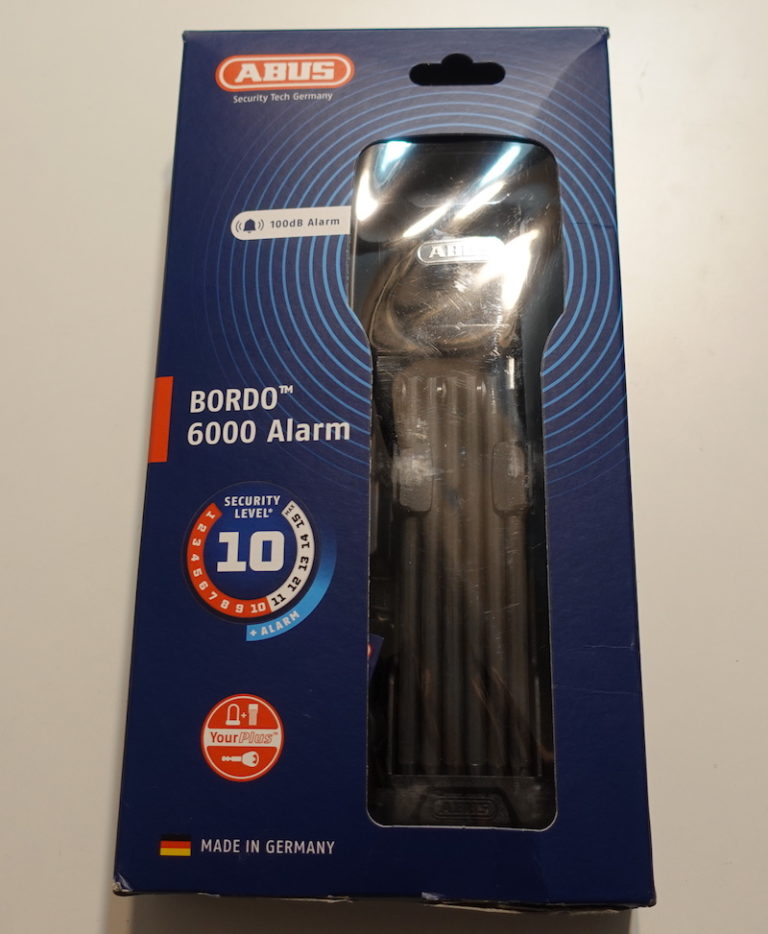 ABUS
Security Tech Germany
100dB Alarm
ABUS
BORDO™
6000 Alarm
SECURITY
LEVEL*
10
1 2 3 4 5 6 7 8 9 10 11 12 13 14 15 MAX
+ ALARM
+
YourPlus™
ABUS
MADE IN GERMANY